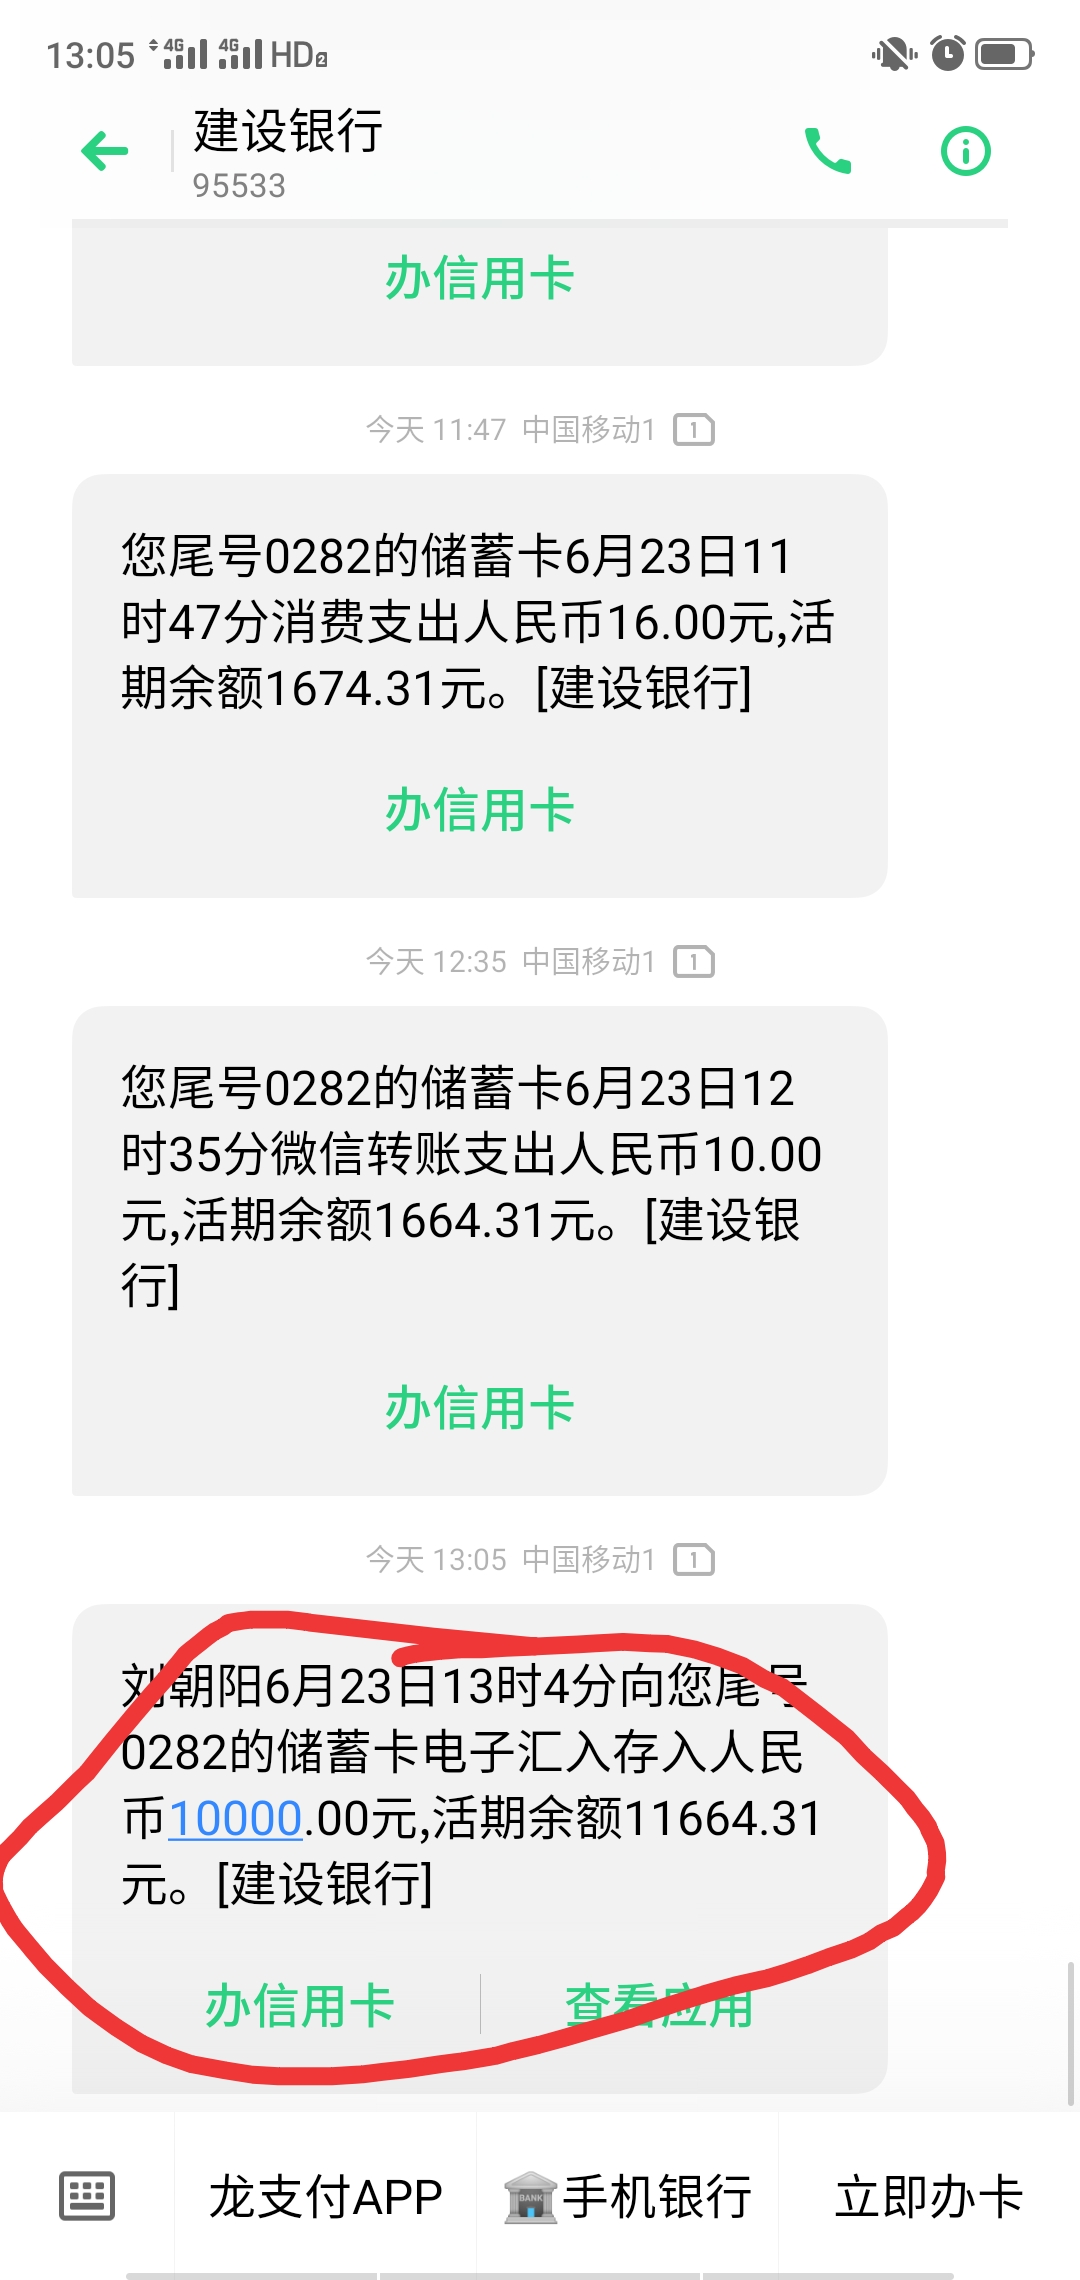 13:05 4G 4G HD2
建设银行
95533
办信用卡
今天 11:47 中国移动1 1
您尾号0282的储蓄卡6月23日11
时47分消费支出人民币16.00元,活
期余额1674.31元。[建设银行]
办信用卡
今天 12:35 中国移动1 1
您尾号0282的储蓄卡6月23日12
时35分微信转账支出人民币10.00
元,活期余额1664.31元。[建设银
行]
办信用卡
今天 13:05 中国移动1 1
刘朝阳6月23日13时4分向您尾号
0282的储蓄卡电子汇入存入人民
币10000.00元,活期余额11664.31
元。[建设银行]
办信用卡 查看应用
龙支付APP BANK 手机银行 立即办卡